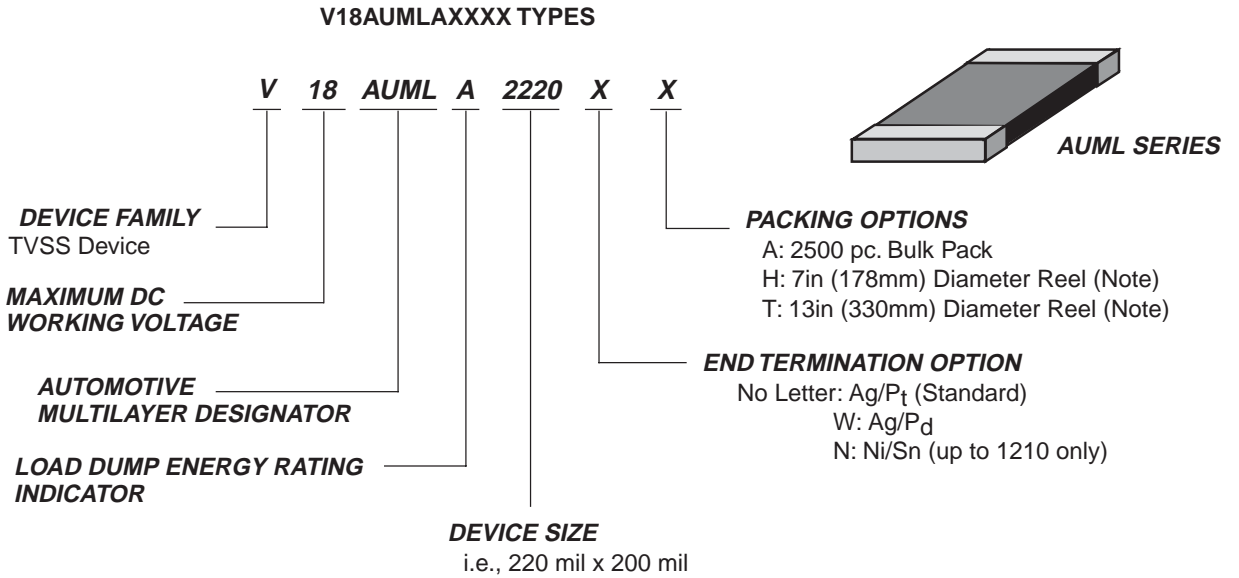 V18AUMLAXXXX TYPES
V 18 AUML A 2220 X X
AUML SERIES
DEVICE FAMILY
TVSS Device
MAXIMUM DC
WORKING VOLTAGE
AUTOMOTIVE
MULTILAYER DESIGNATOR
LOAD DUMP ENERGY RATING
INDICATOR
DEVICE SIZE
i.e., 220 mil x 200 mil
PACKING OPTIONS
A: 2500 pc. Bulk Pack
H: 7in (178mm) Diameter Reel (Note)
T: 13in (330mm) Diameter Reel (Note)
END TERMINATION OPTION
No Letter: Ag/Pt (Standard)
W: Ag/Pd
N: Ni/Sn (up to 1210 only)